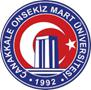 ÇANAKKALE ONSEKİZ MART ÜNİVERSİTESİ
• 1992 •